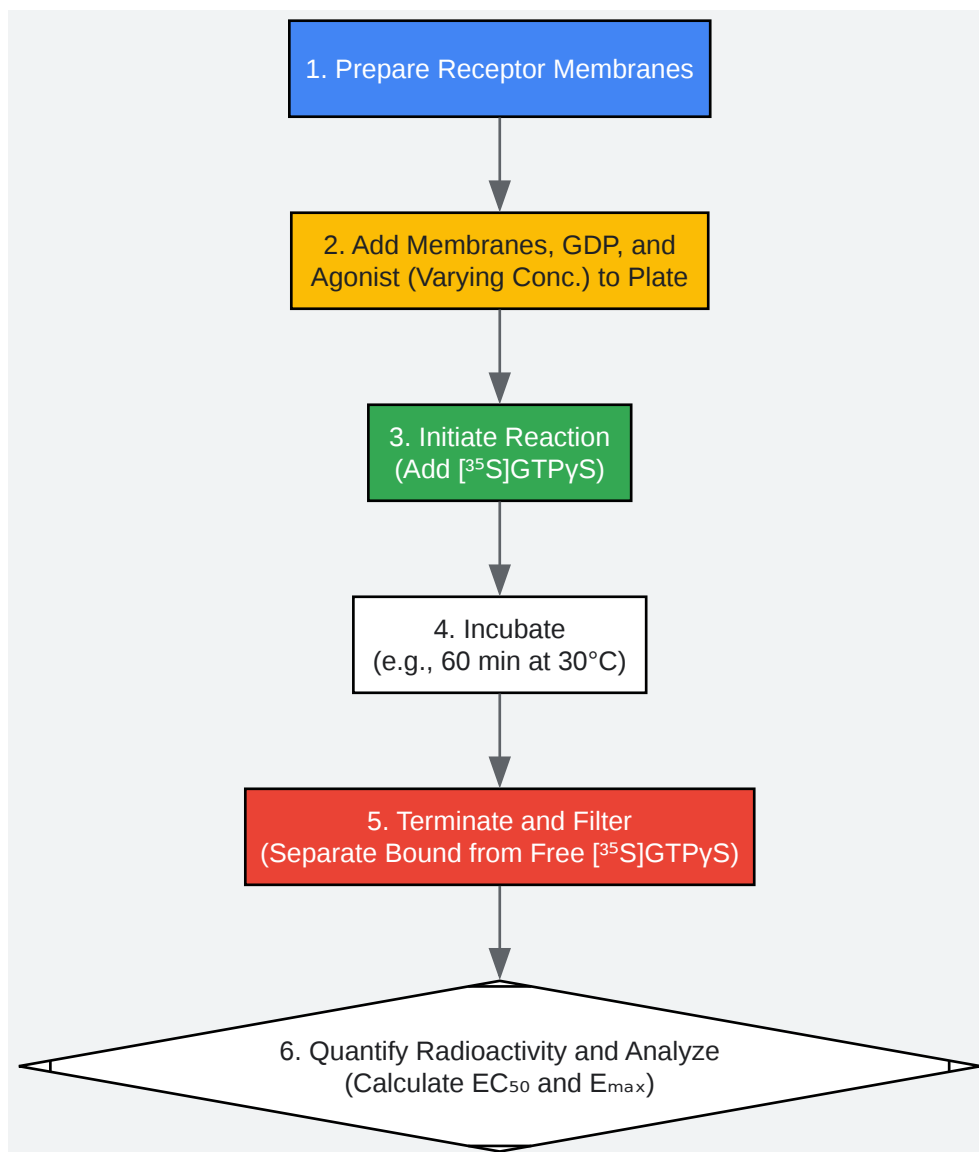 1. Prepare Receptor Membranes
2. Add Membranes, GDP, and
Agonist (Varying Conc.) to Plate
3. Initiate Reaction
(Add [³⁵S]GTPγS)
4. Incubate
(e.g., 60 min at 30°C)
5. Terminate and Filter
(Separate Bound from Free [³⁵S]GTPγS)
6. Quantify Radioactivity and Analyze
(Calculate EC₅₀ and Eₘₐₓ)